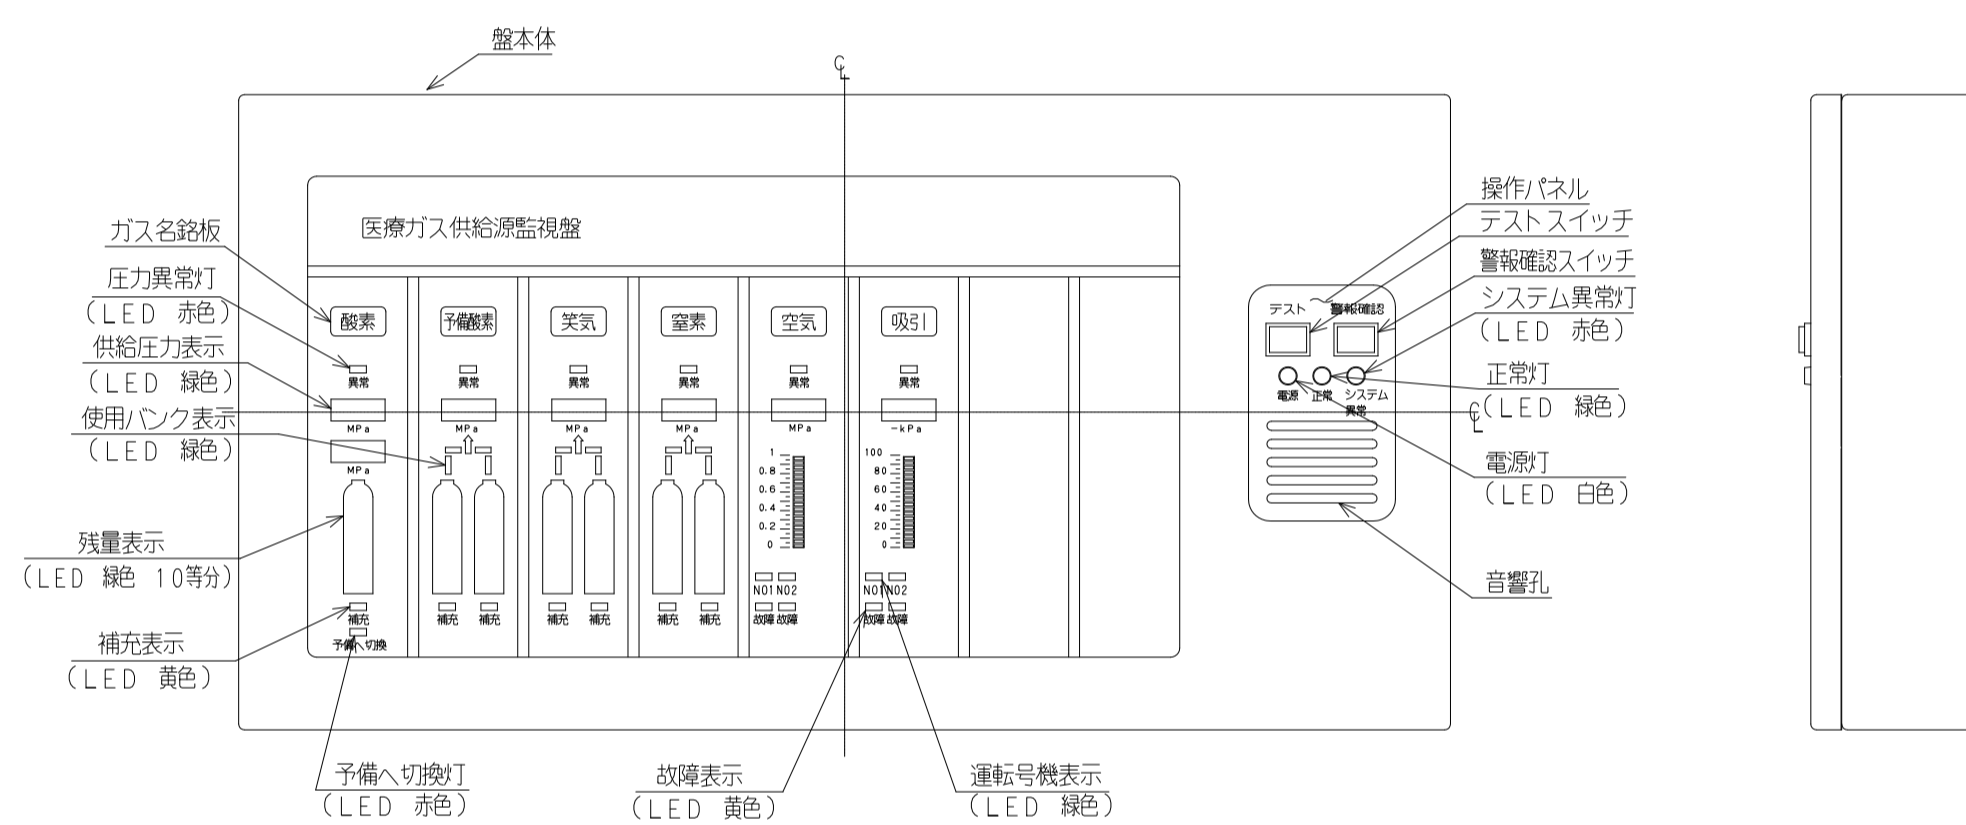 盤本体
℄
医療ガス供給源監視盤
ガス名銘板
圧力異常灯
（LED 赤色）
供給圧力表示
（LED 緑色）
使用バンク表示
（LED 緑色）
残量表示
（LED 緑色 10等分）
補充表示
（LED 黄色）
酸素
異常
MPa
MPa
補充
予備へ切換
予備酸素
異常
MPa
補充 補充
笑気
異常
MPa
補充 補充
窒素
異常
MPa
補充 補充
空気
異常
MPa
1
0.8
0.6
0.4
0.2
0
NO1 NO2
故障 故障
吸引
異常
-kPa
100
80
60
40
20
0
NO1 NO2
故障 故障
テスト 警報確認
電源 正常 システム
異常
操作パネル
テストスイッチ
警報確認スイッチ
システム異常灯
（LED 赤色）
正常灯
（LED 緑色）
℄
電源灯
（LED 白色）
音響孔
予備へ切換灯
（LED 赤色）
故障表示
（LED 黄色）
運転号機表示
（LED 緑色）